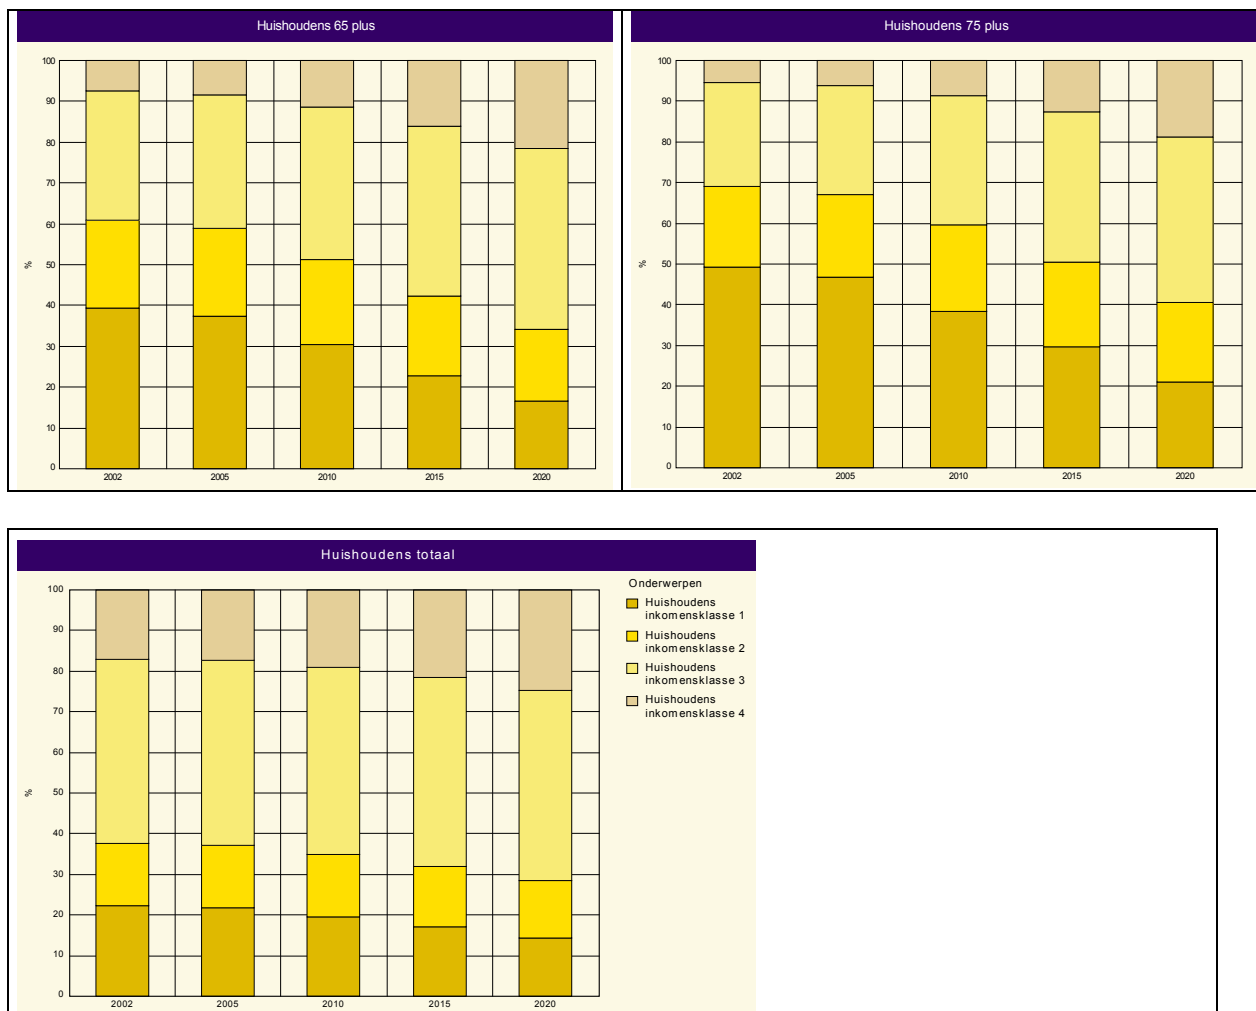 Huishoudens 65 plus
100
90
80
70
60
50
40
30
20
10
0
%
2002 2005 2010 2015 2020
Huishoudens 75 plus
100
90
80
70
60
50
40
30
20
10
0
%
2002 2005 2010 2015 2020
Huishoudens totaal
100
90
80
70
60
50
40
30
20
10
0
%
2002 2005 2010 2015 2020
Onderwerpen
Huishoudens
inkomensklasse 1
Huishoudens
inkomensklasse 2
Huishoudens
inkomensklasse 3
Huishoudens
inkomensklasse 4